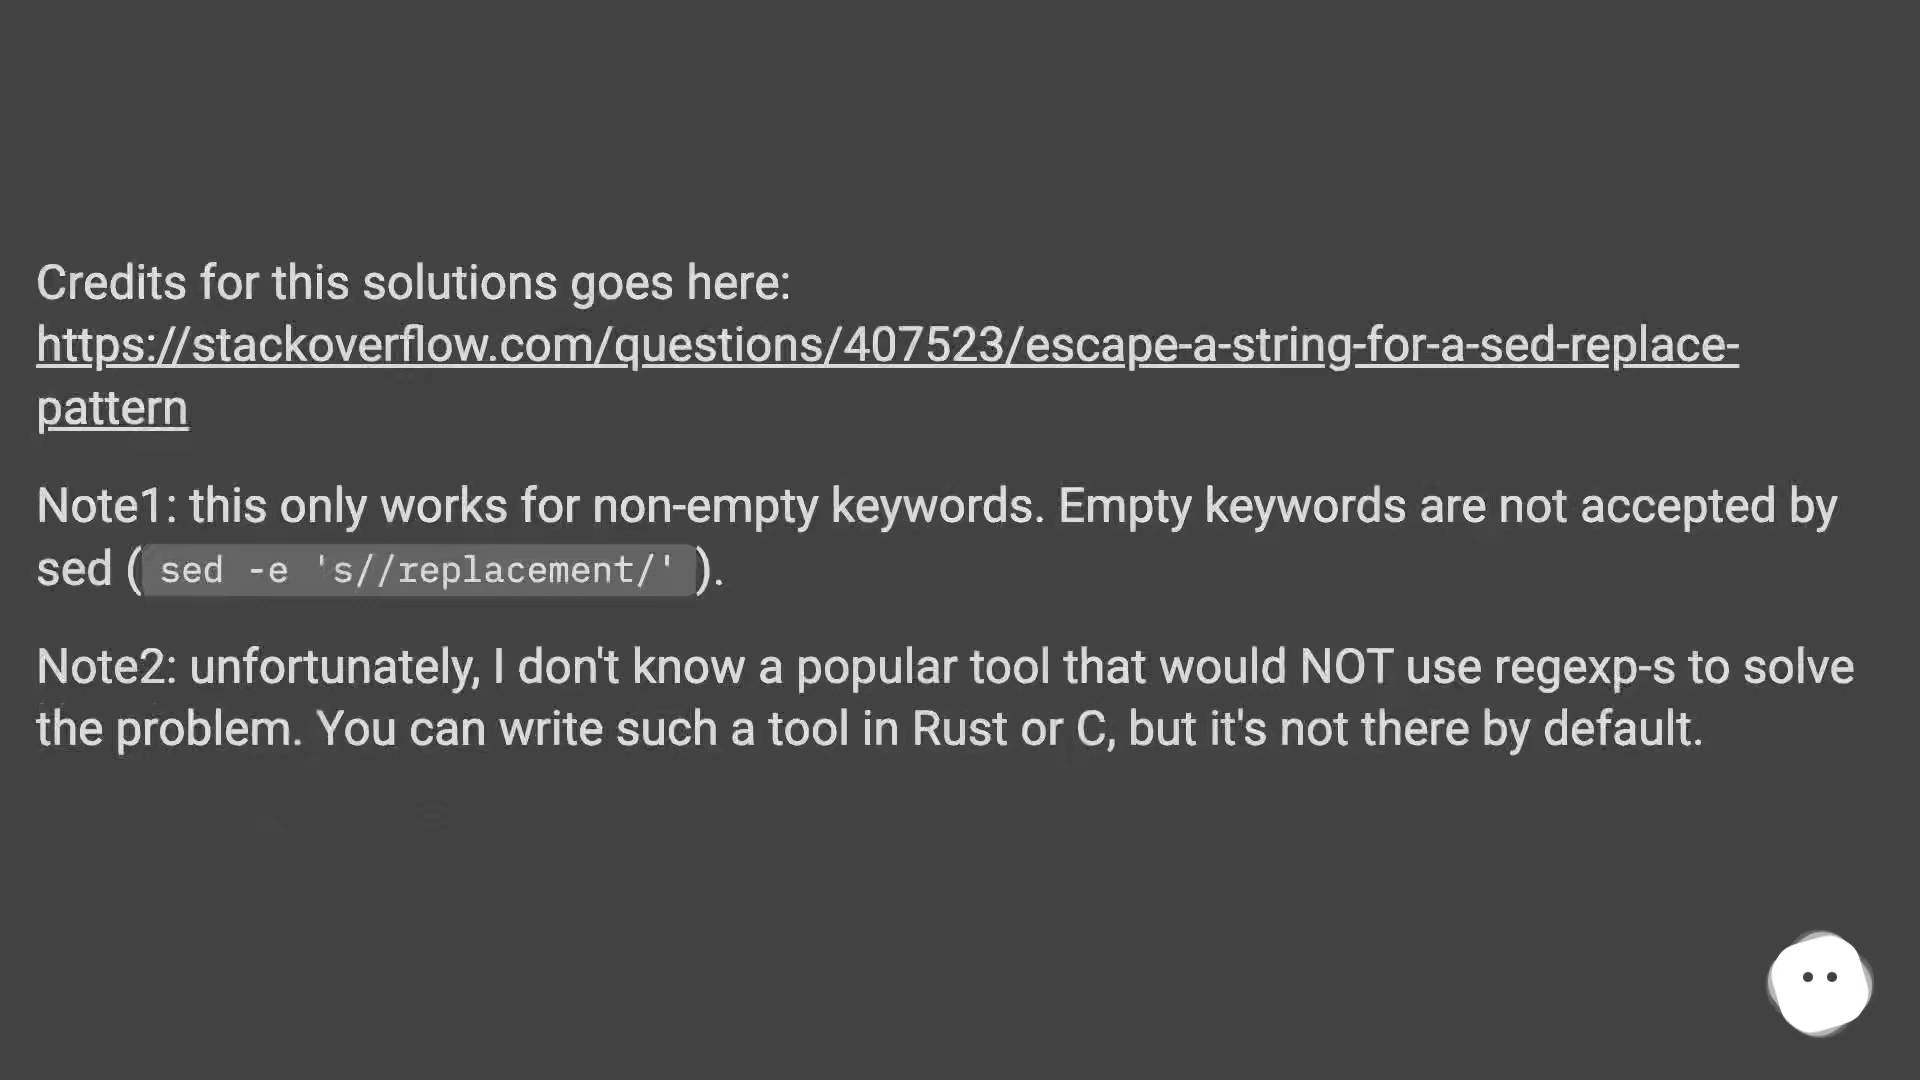 Credits for this solutions goes here:
https://stackoverflow.com/questions/407523/escape-a-string-for-a-sed-replace-
pattern
Note1: this only works for non-empty keywords. Empty keywords are not accepted by
sed ( sed -e 's//replacement/' ).
Note2: unfortunately, I don't know a popular tool that would NOT use regexp-s to solve
the problem. You can write such a tool in Rust or C, but it's not there by default.